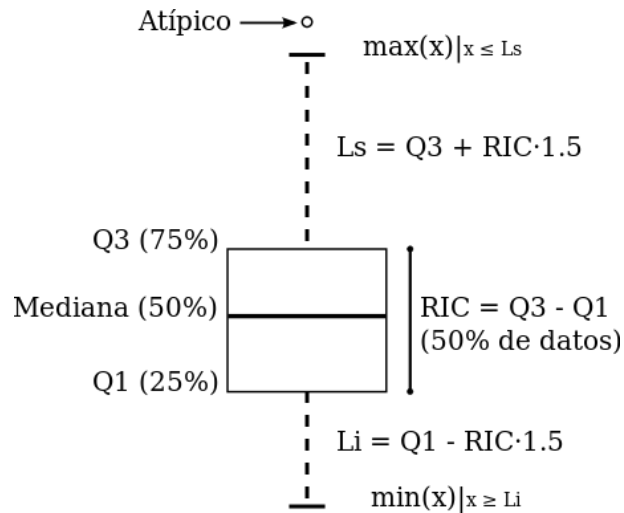 Atípico
max(x)|x ≤ Ls
Ls = Q3 + RIC·1.5
Q3 (75%)
Mediana (50%)
RIC = Q3 - Q1
(50% de datos)
Q1 (25%)
Li = Q1 - RIC·1.5
min(x)|x ≥ Li